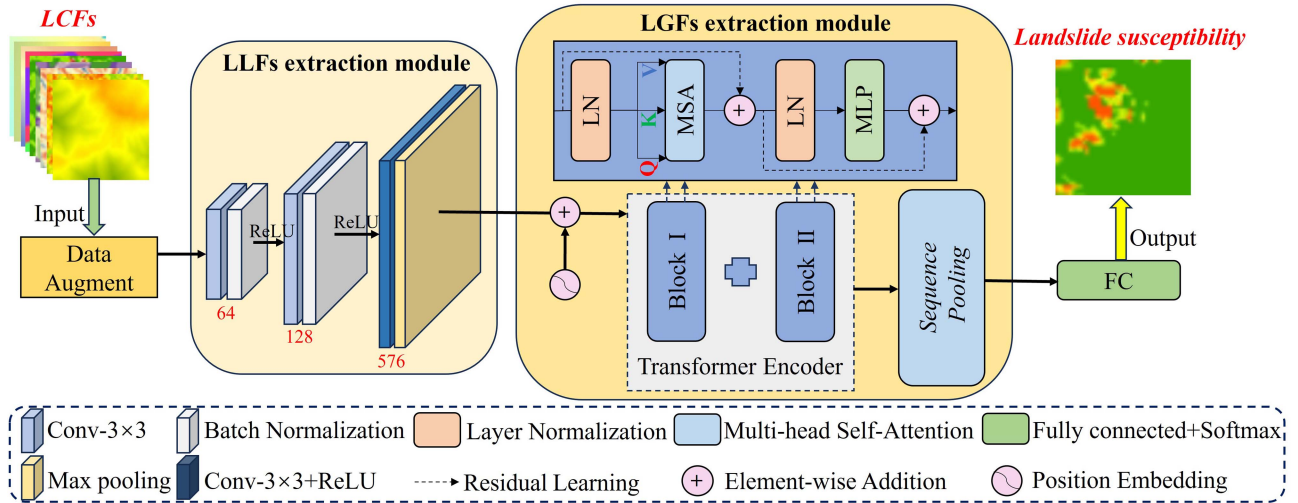 LCFs
Input
Data
Augment
LLFs extraction module
ReLU
ReLU
64
128
576
LGFs extraction module
LN
V
K
Q
MSA
+
LN
MLP
+
+
Block I
Block II
Transformer Encoder
Sequence
Pooling
Landslide susceptibility
Output
FC
Conv-3×3
Batch Normalization
Layer Normalization
Multi-head Self-Attention
Fully connected+Softmax
Max pooling
Conv-3×3+ReLU
Residual Learning
+
Element-wise Addition
Position Embedding